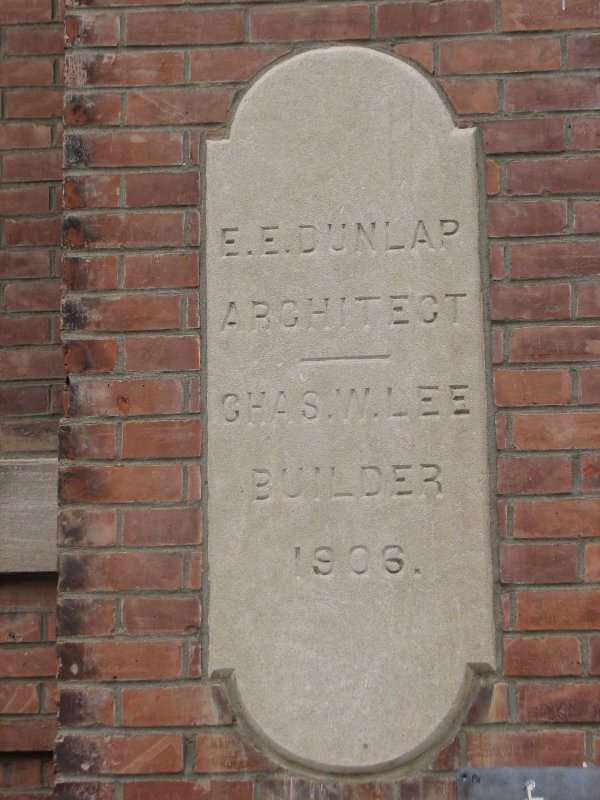 E.E.DUNLAP
ARCHITECT
CHAS.W.LEE
BUILDER
1906.